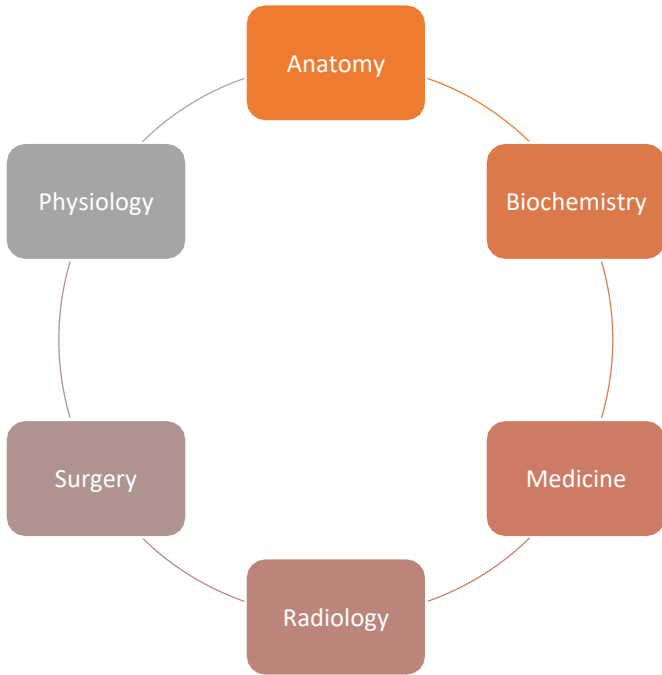 Anatomy
Biochemistry
Medicine
Radiology
Surgery
Physiology